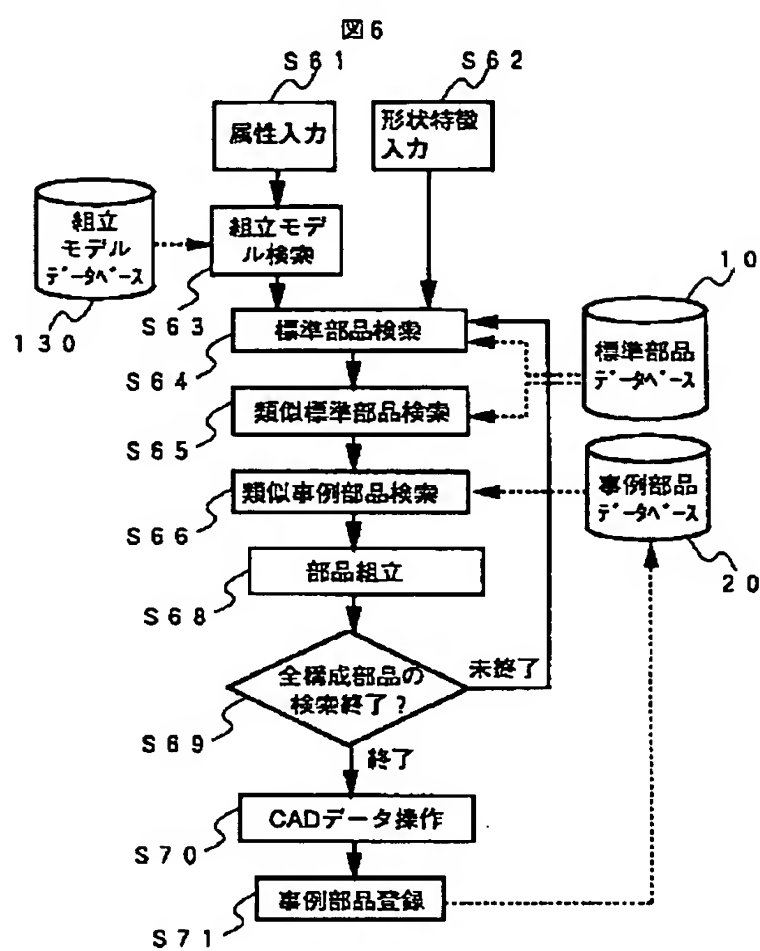 図6
S61
S62
属性入力
形状特徴
入力
組立
モデル
データベース
130
組立モデ
ル検索
S63
標準部品検索
S64
10
標準部品
データベース
類似標準部品検索
S65
類似事例部品検索
S66
事例部品
データベース
20
部品組立
S68
全構成部品の
検索終了?
未終了
S69
終了
CADデータ操作
S70
事例部品登録
S71